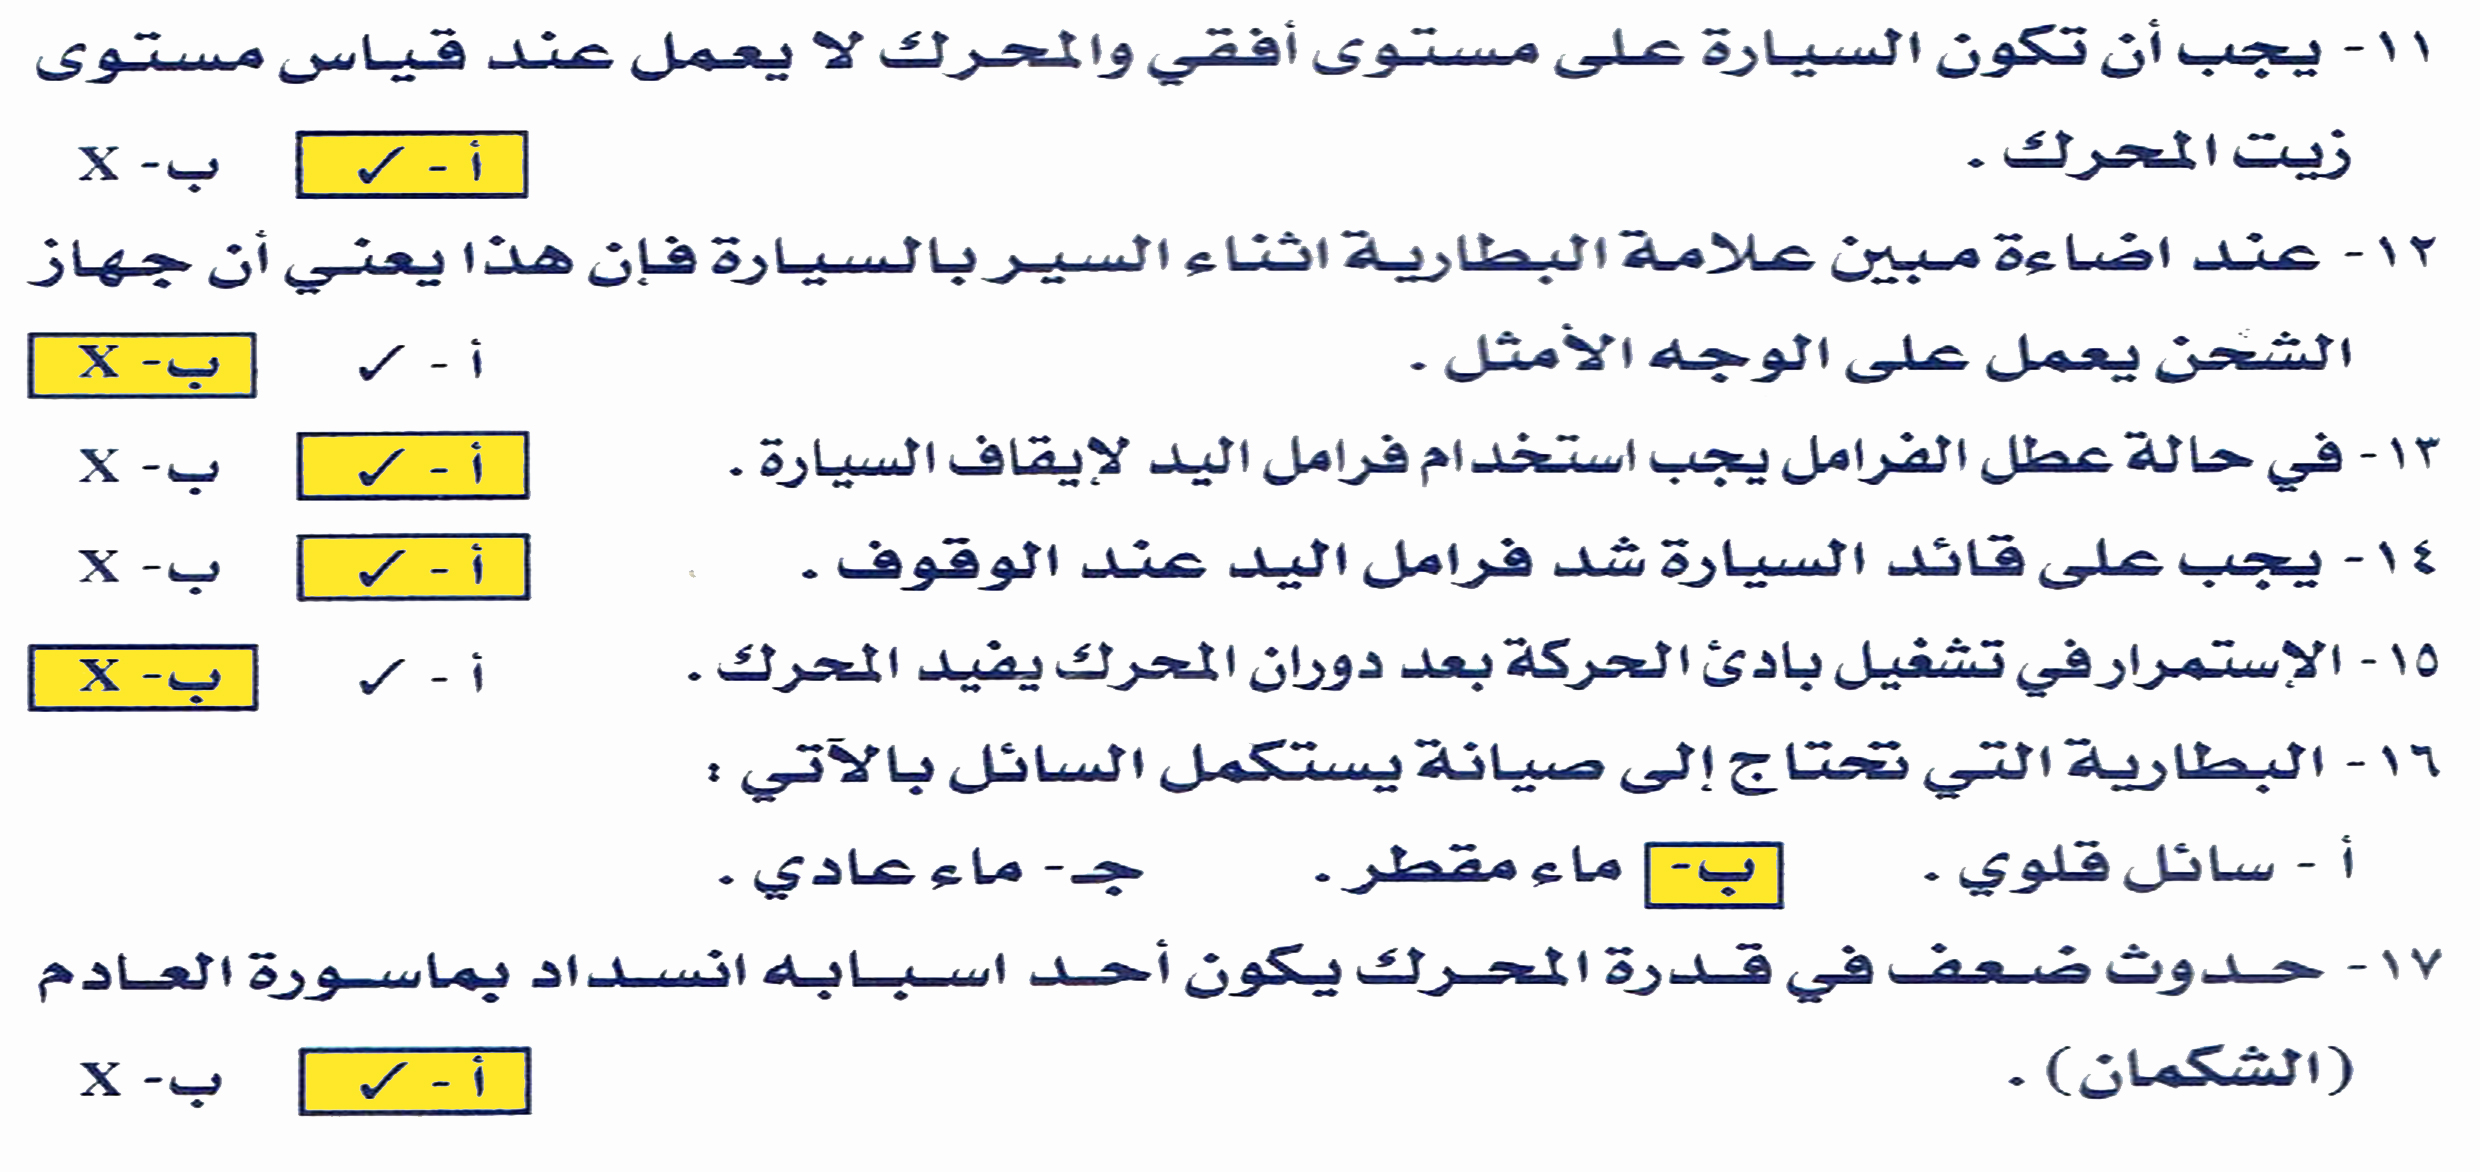 ١١- يجب أن تكون السيارة على مستوى أفقي والمحرك لا يعمل عند قياس مستوى
زيت المحرك . أ - ✓ ب- X
١٢- عند اضاءة مبين علامة البطارية اثناء السير بالسيارة فإن هذا يعني أن جهاز
الشحن يعمل على الوجه الأمثل . أ - ✓ ب- X
١٣- في حالة عطل الفرامل يجب استخدام فرامل اليد لإيقاف السيارة . أ - ✓ ب- X
١٤- يجب على قائد السيارة شد فرامل اليد عند الوقوف . أ - ✓ ب- X
١٥- الإستمرار في تشغيل بادئ الحركة بعد دوران المحرك يفيد المحرك . أ - ✓ ب- X
١٦- البطارية التي تحتاج إلى صيانة يستكمل السائل بالآتي :
أ - سائل قلوي . ب- ماء مقطر . جـ- ماء عادي .
١٧- حدوث ضعف في قدرة المحرك يكون أحد اسبابه انسداد بماسورة العادم
(الشكمان) . أ - ✓ ب- X